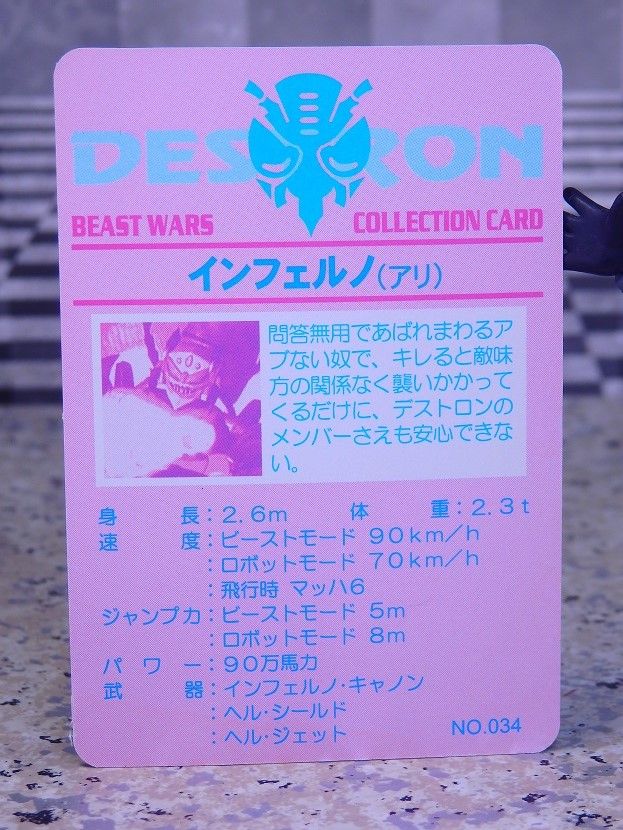 DESTRON
BEAST WARS COLLECTION CARD
インフェルノ(アリ)
問答無用であばれまわるア
ブない奴で、キレると敵味
方の関係なく襲いかかって
くるだけに、デストロンの
メンバーさえも安心できな
い。
身長:2.6m 体重:2.3t
速度:ビーストモード 90km/h
:ロボットモード 70km/h
:飛行時 マッハ6
ジャンプ力:ビーストモード 5m
:ロボットモード 8m
パワー:90万馬力
武器:インフェルノ・キャノン
:ヘル・シールド
:ヘル・ジェット
NO.034